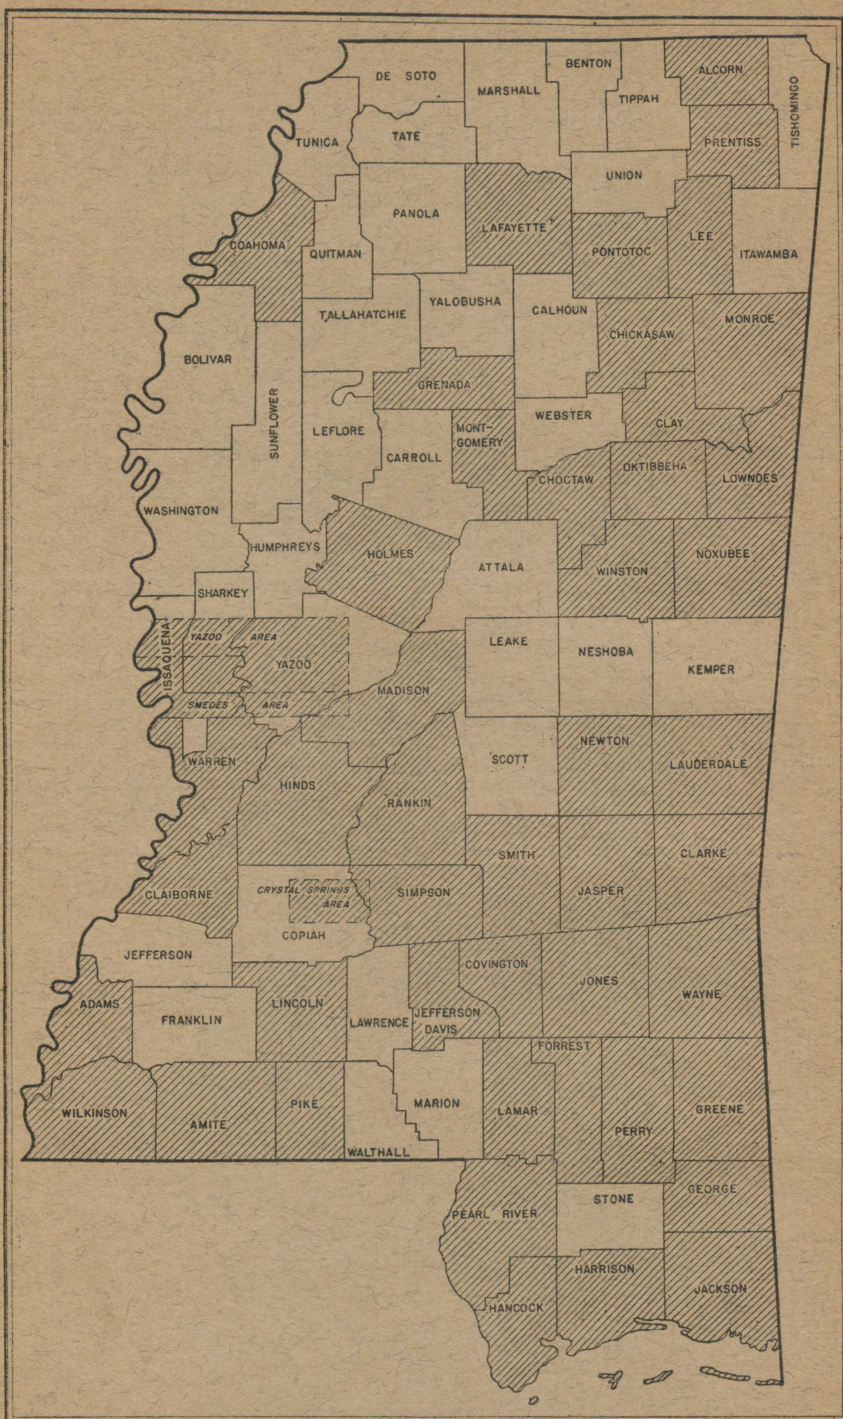 DE SOTO
MARSHALL
BENTON
TIPPAH
ALCORN
TISHOMINGO
TUNICA
TATE
PRENTISS
UNION
COAHOMA
QUITMAN
PANOLA
LAFAYETTE
PONTOTOC
LEE
ITAWAMBA
BOLIVAR
TALLAHATCHIE
YALOBUSHA
CALHOUN
CHICKASAW
MONROE
SUNFLOWER
LEFLORE
GRENADA
CARROLL
MONT-
GOMERY
WEBSTER
CLAY
WASHINGTON
CHOCTAW
OKTIBBEHA
LOWNDES
HUMPHREYS
HOLMES
ATTALA
WINSTON
NOXUBEE
SHARKEY
ISSAQUENA
YAZOO AREA
YAZOO
SMEDES AREA
MADISON
LEAKE
NESHOBA
KEMPER
WARREN
HINDS
RANKIN
SCOTT
NEWTON
LAUDERDALE
CLAIBORNE
CRYSTAL SPRINGS
AREA
COPIAH
SIMPSON
SMITH
JASPER
CLARKE
JEFFERSON
ADAMS
FRANKLIN
LINCOLN
LAWRENCE
JEFFERSON
DAVIS
COVINGTON
JONES
WAYNE
WILKINSON
AMITE
PIKE
WALTHALL
MARION
LAMAR
FORREST
PERRY
GREENE
PEARL RIVER
STONE
GEORGE
HANCOCK
HARRISON
JACKSON